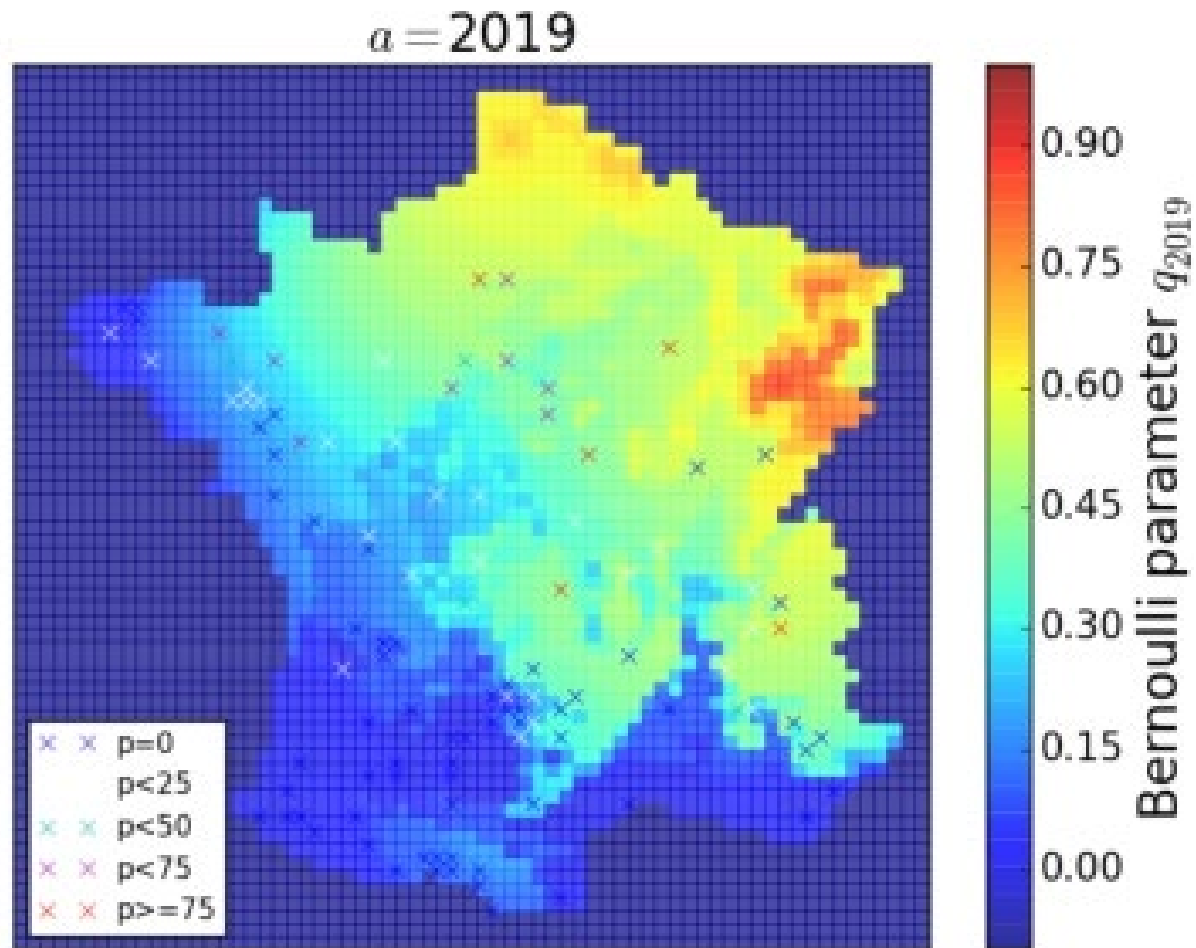 a = 2019
0.90
0.75
0.60
0.45
0.30
0.15
0.00
Bernoulli parameter q2019
× × p=0
p<25
× × p<50
× × p<75
× × p>=75